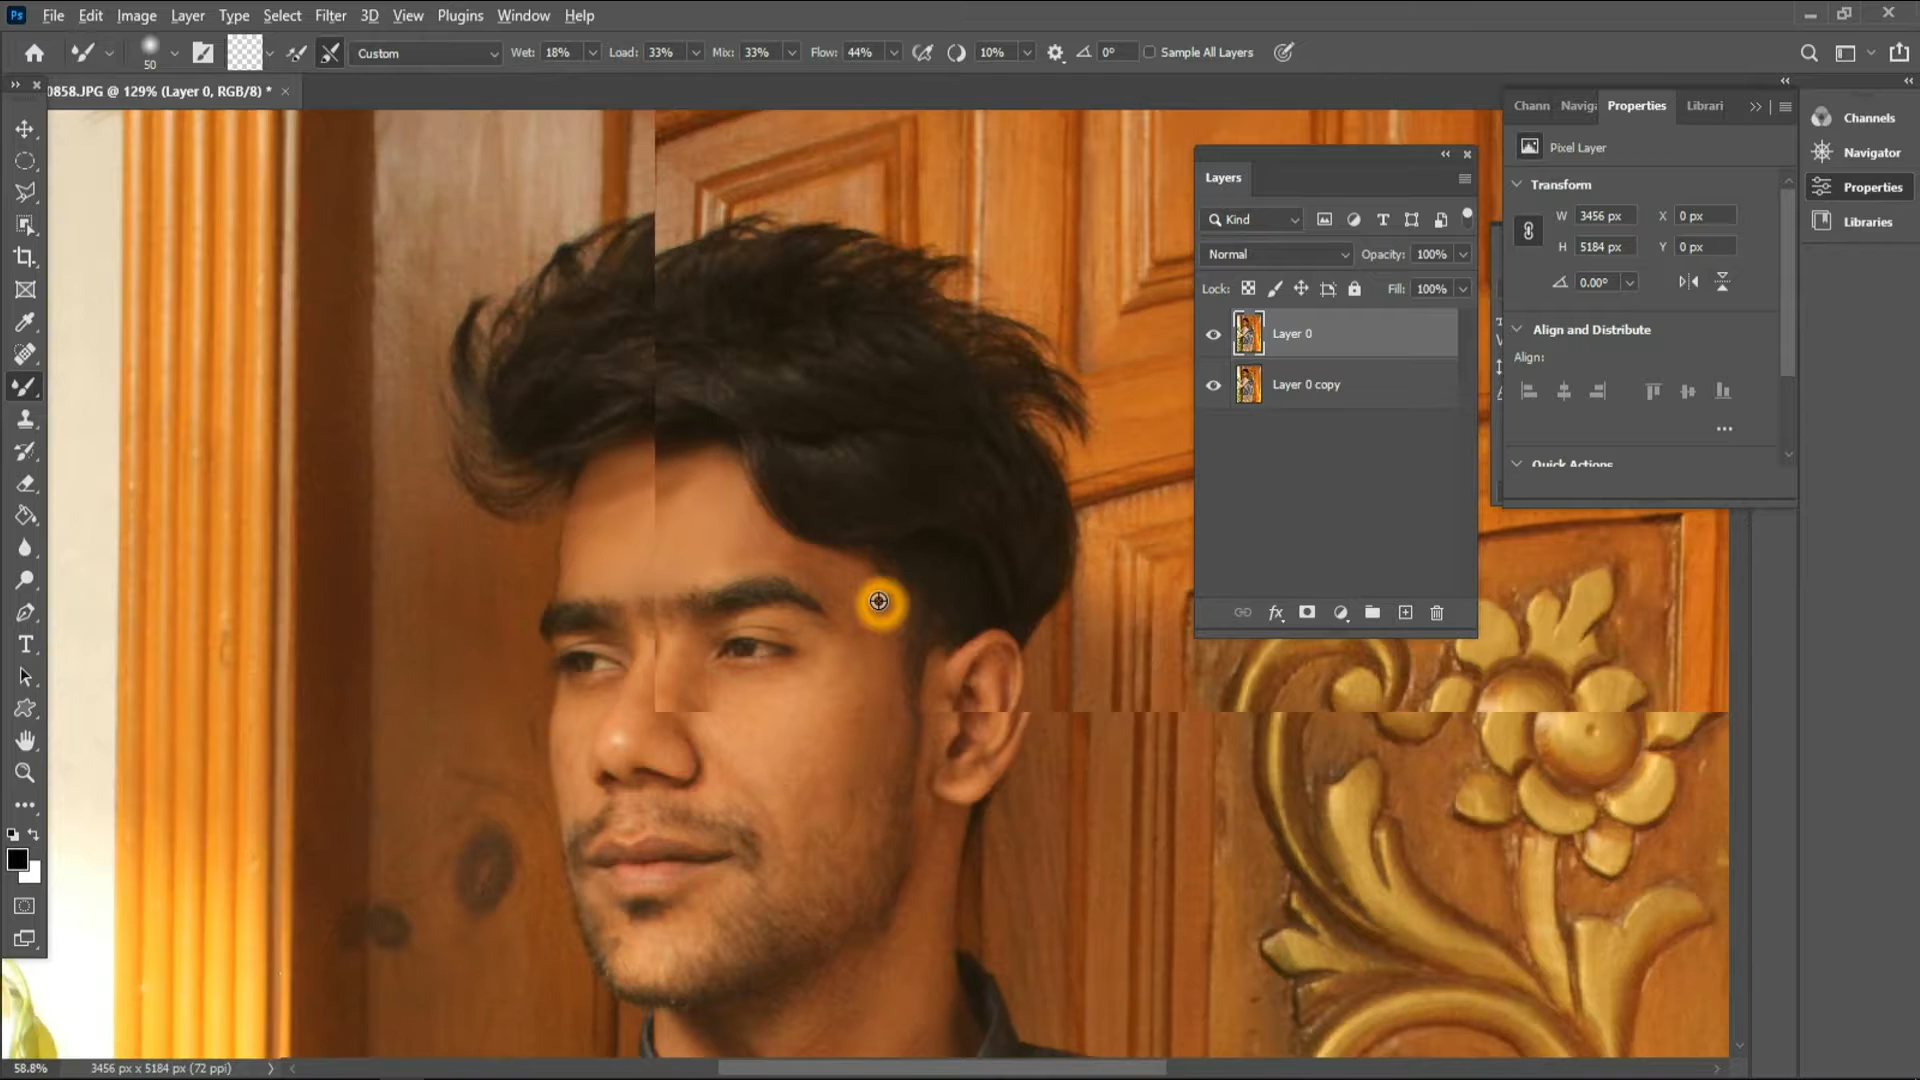 Ps File Edit Image Layer Type Select Filter 3D View Plugins Window Help
50 Custom Wet: 18% Load: 33% Mix: 33% Flow: 44% 10% 0° Sample All Layers
0858.JPG @ 129% (Layer 0, RGB/8) *
Layers
Kind
Normal Opacity: 100%
Lock: Fill: 100%
Layer 0
Layer 0 copy
fx
Chann Naviga Properties Librari
Pixel Layer
Transform
W 3456 px X 0 px
H 5184 px Y 0 px
0.00°
Align and Distribute
Align:
Quick Actions
Channels
Navigator
Properties
Libraries
58.8% 3456 px x 5184 px (72 ppi)